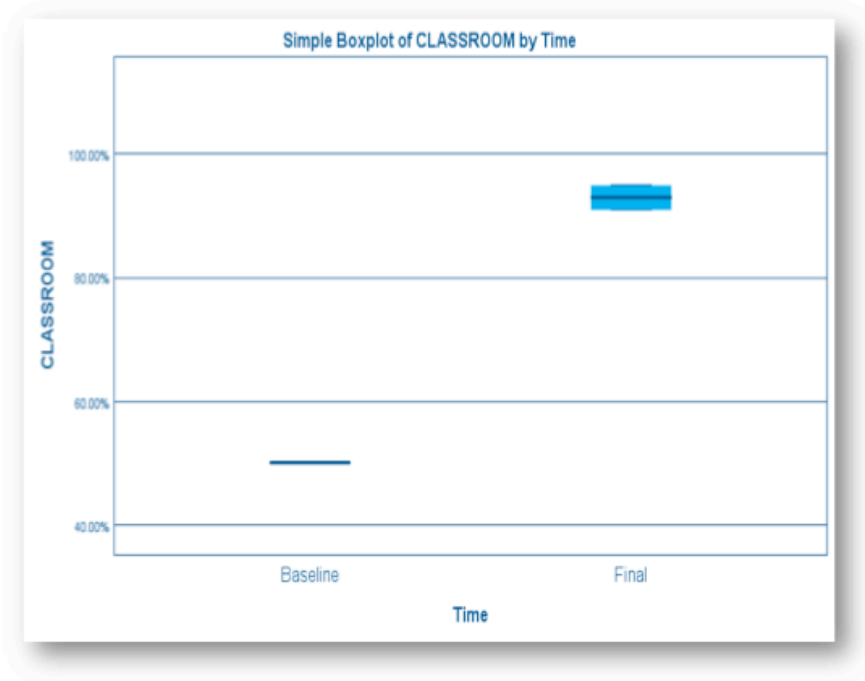 Simple Boxplot of CLASSROOM by Time
100.00%
80.00%
60.00%
40.00%
CLASSROOM
Baseline Final
Time